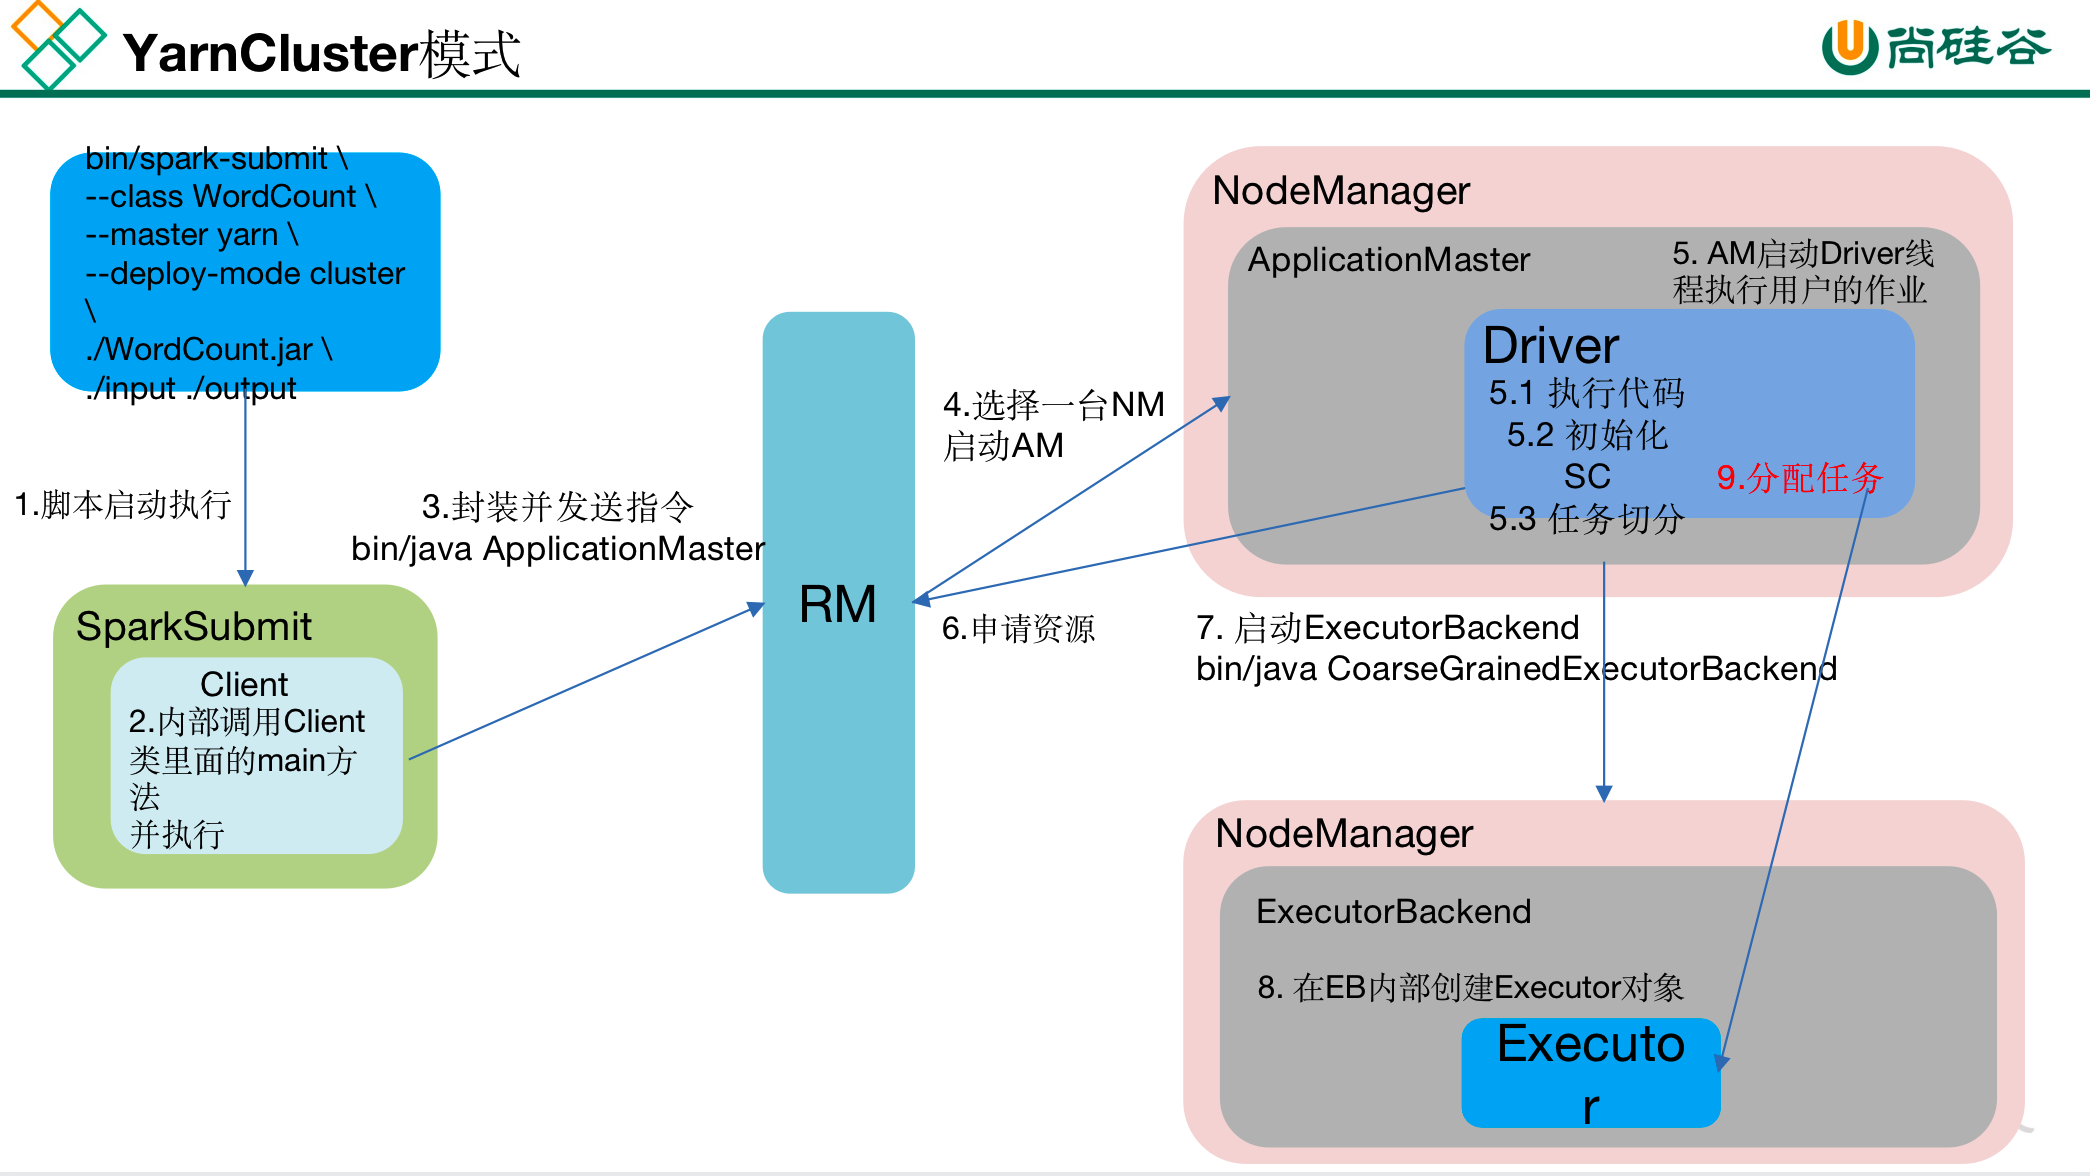 YarnCluster模式
尚硅谷
bin/spark-submit \
--class WordCount \
--master yarn \
--deploy-mode cluster
\
./WordCount.jar \
./input ./output
1.脚本启动执行
SparkSubmit
Client
2.内部调用Client
类里面的main方
法
并执行
3.封装并发送指令
bin/java ApplicationMaster
RM
4.选择一台NM
启动AM
6.申请资源
NodeManager
ApplicationMaster
5. AM启动Driver线
程执行用户的作业
Driver
5.1 执行代码
5.2 初始化
SC
5.3 任务切分
9.分配任务
7. 启动ExecutorBackend
bin/java CoarseGrainedExecutorBackend
NodeManager
ExecutorBackend
8. 在EB内部创建Executor对象
Executo
r